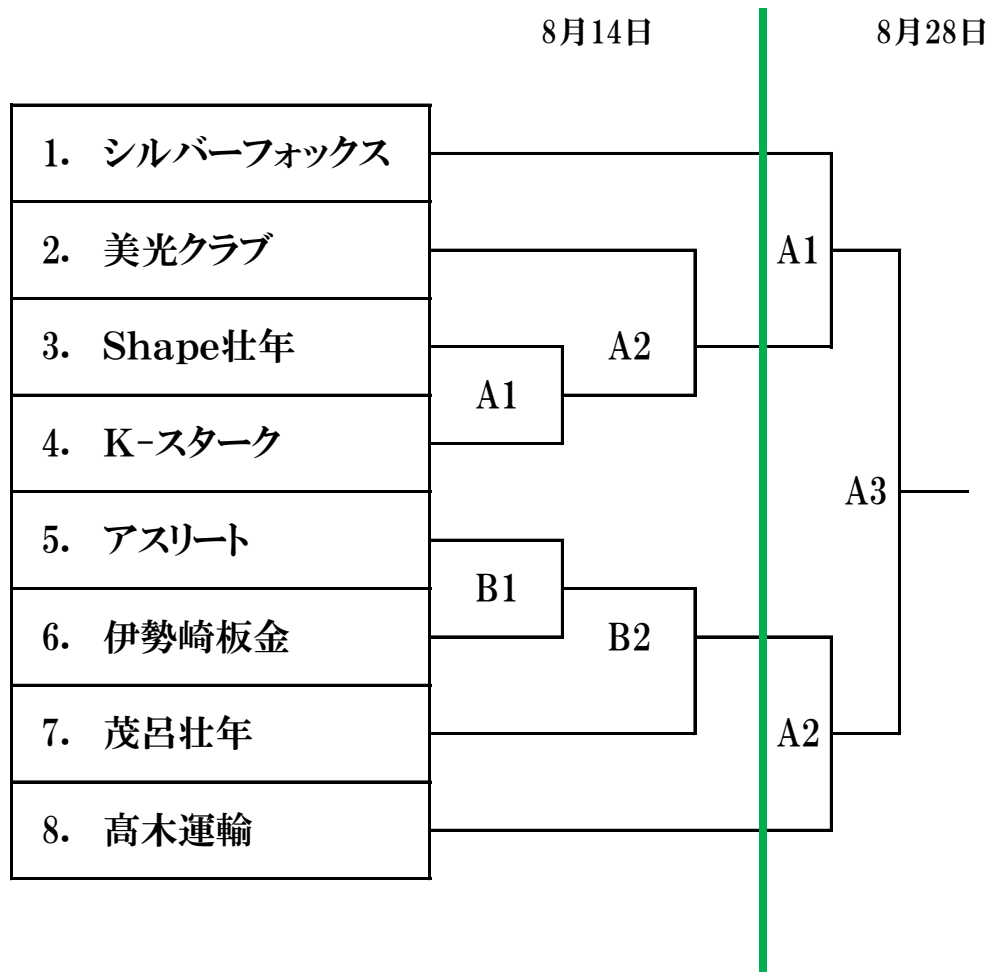 8月14日 8月28日
1. シルバーフォックス
2. 美光クラブ
A1
3. Shape壮年
A2
A1
4. K-スターク
A3
5. アスリート
B1
6. 伊勢崎板金
B2
7. 茂呂壮年
A2
8. 髙木運輸